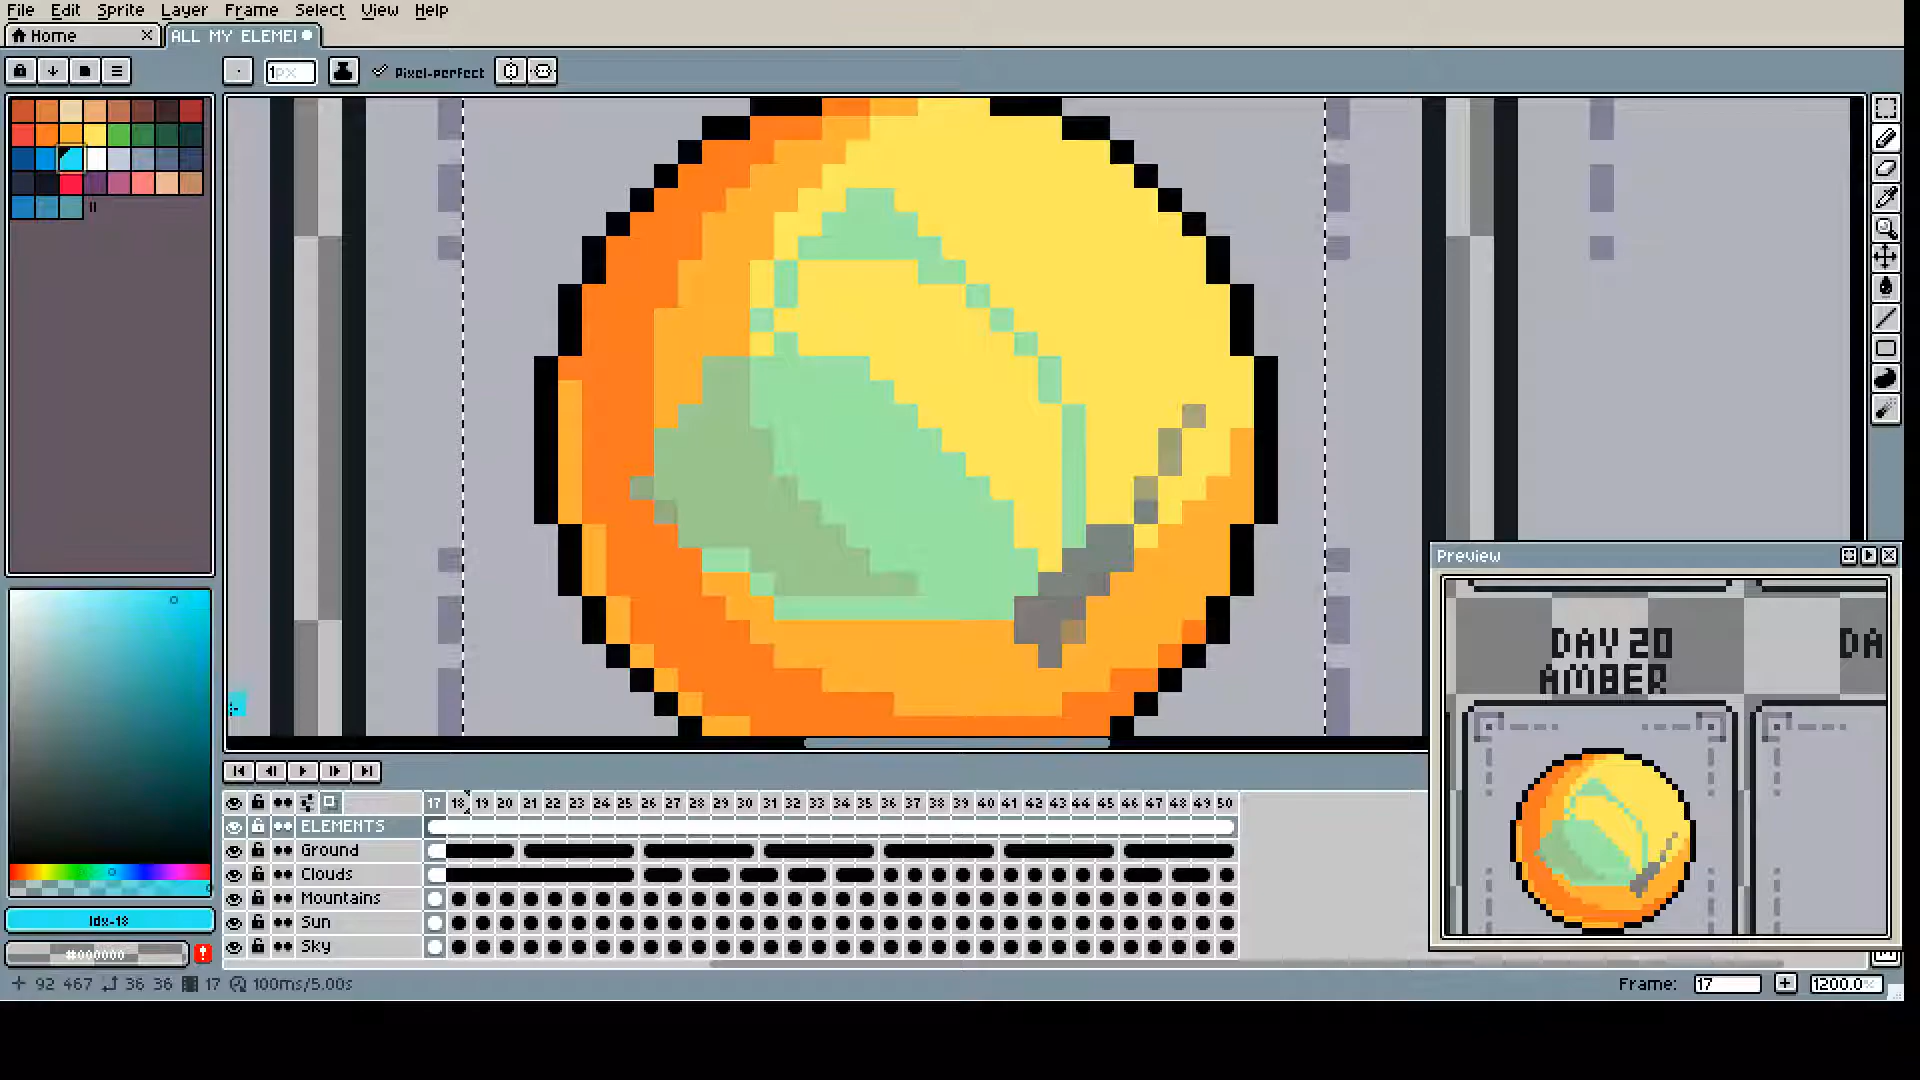 File Edit Sprite Layer Frame Select View Help
Home ALL MY ELEME
1px Pixel-perfect
Preview
DAY 20 DA
AMBER
17 18 19 20 21 22 23 24 25 26 27 28 29 30 31 32 33 34 35 36 37 38 39 40 41 42 43 44 45 46 47 48 49 50
ELEMENTS
Ground
Clouds
Mountains
Sun
Sky
Idx-18
#000000
92 467 36 36 17 100ms/5.00s
Frame: 17 1200.0%